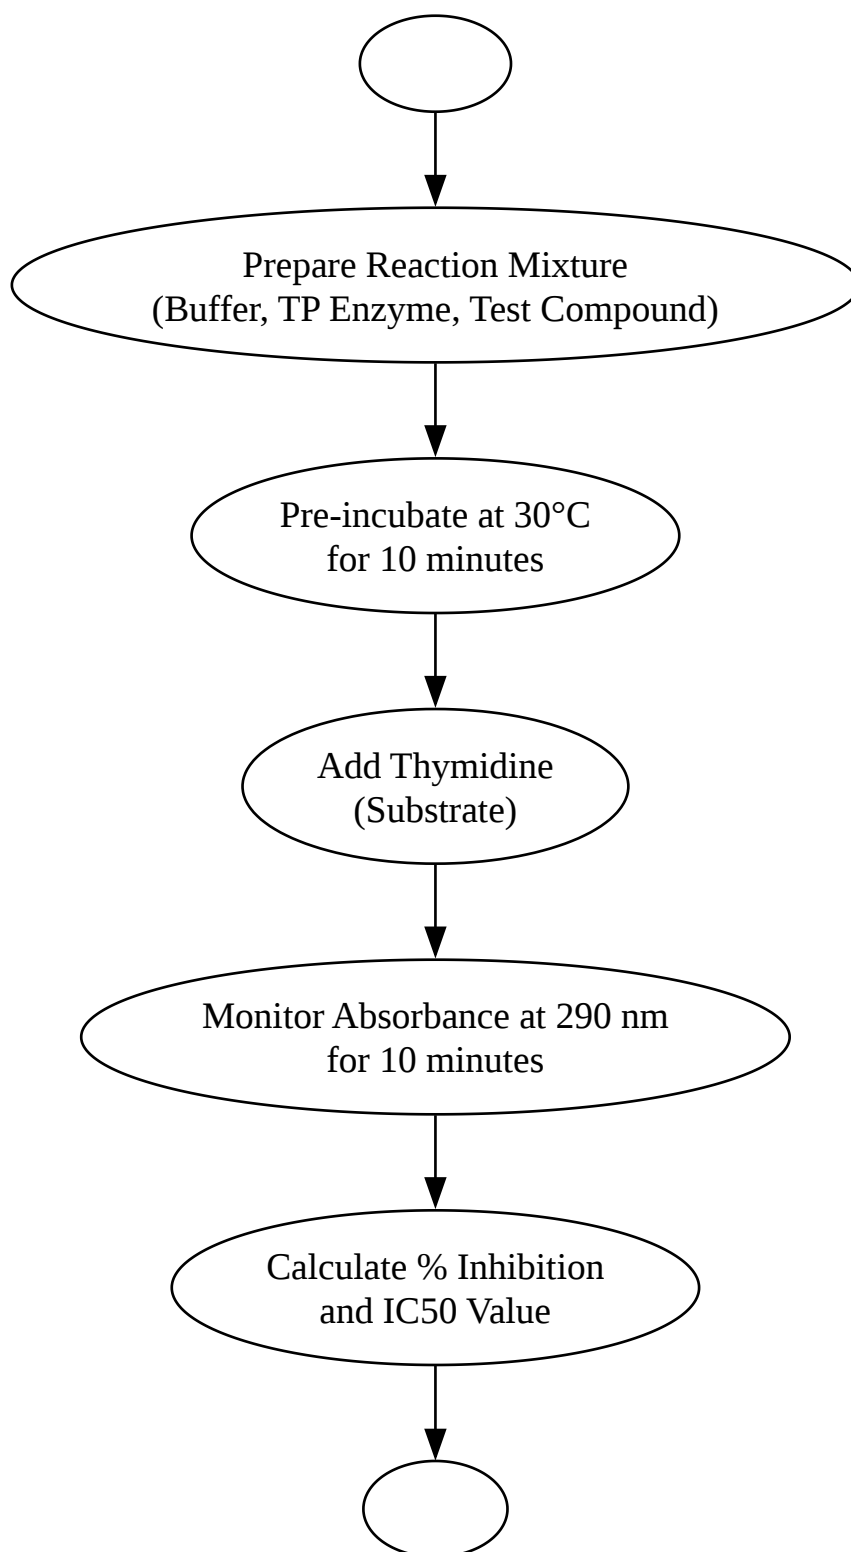 Prepare Reaction Mixture
(Buffer, TP Enzyme, Test Compound)
Pre-incubate at 30°C
for 10 minutes
Add Thymidine
(Substrate)
Monitor Absorbance at 290 nm
for 10 minutes
Calculate % Inhibition
and IC50 Value